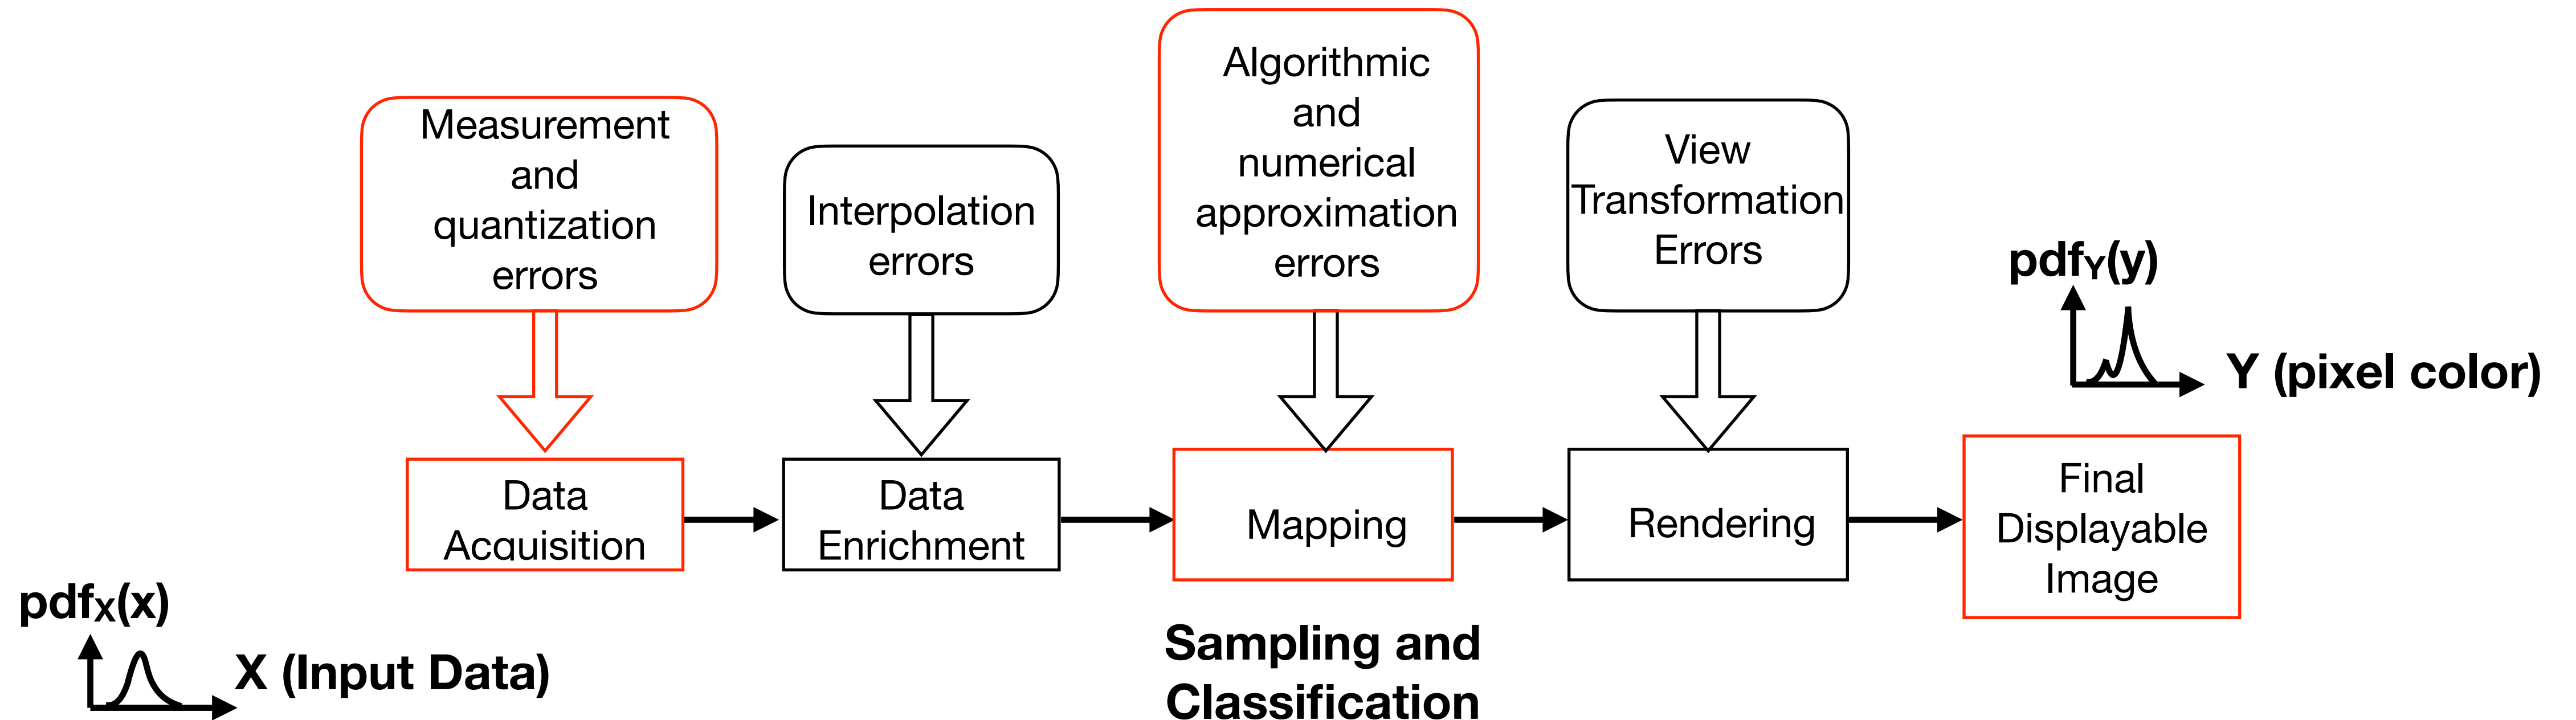 Measurement
and
quantization
errors
Interpolation
errors
Algorithmic
and
numerical
approximation
errors
View
Transformation
Errors
pdfY(y)
Y (pixel color)
Data
Acquisition
Data
Enrichment
Mapping
Rendering
Final
Displayable
Image
pdfX(x)
X (Input Data)
Sampling and
Classification